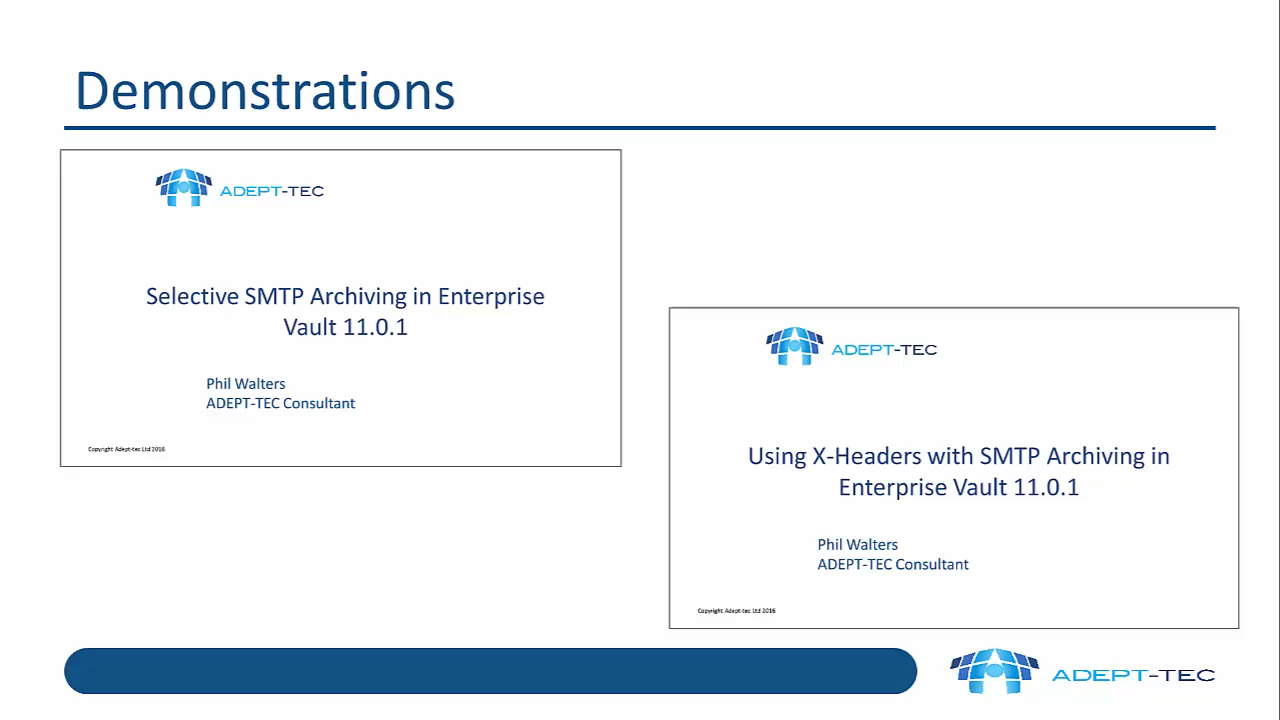 Demonstrations
ADEPT-TEC
Selective SMTP Archiving in Enterprise
Vault 11.0.1
Phil Walters
ADEPT-TEC Consultant
Copyright Adept-tec Ltd 2016
ADEPT-TEC
Using X-Headers with SMTP Archiving in
Enterprise Vault 11.0.1
Phil Walters
ADEPT-TEC Consultant
Copyright Adept-tec Ltd 2016
ADEPT-TEC